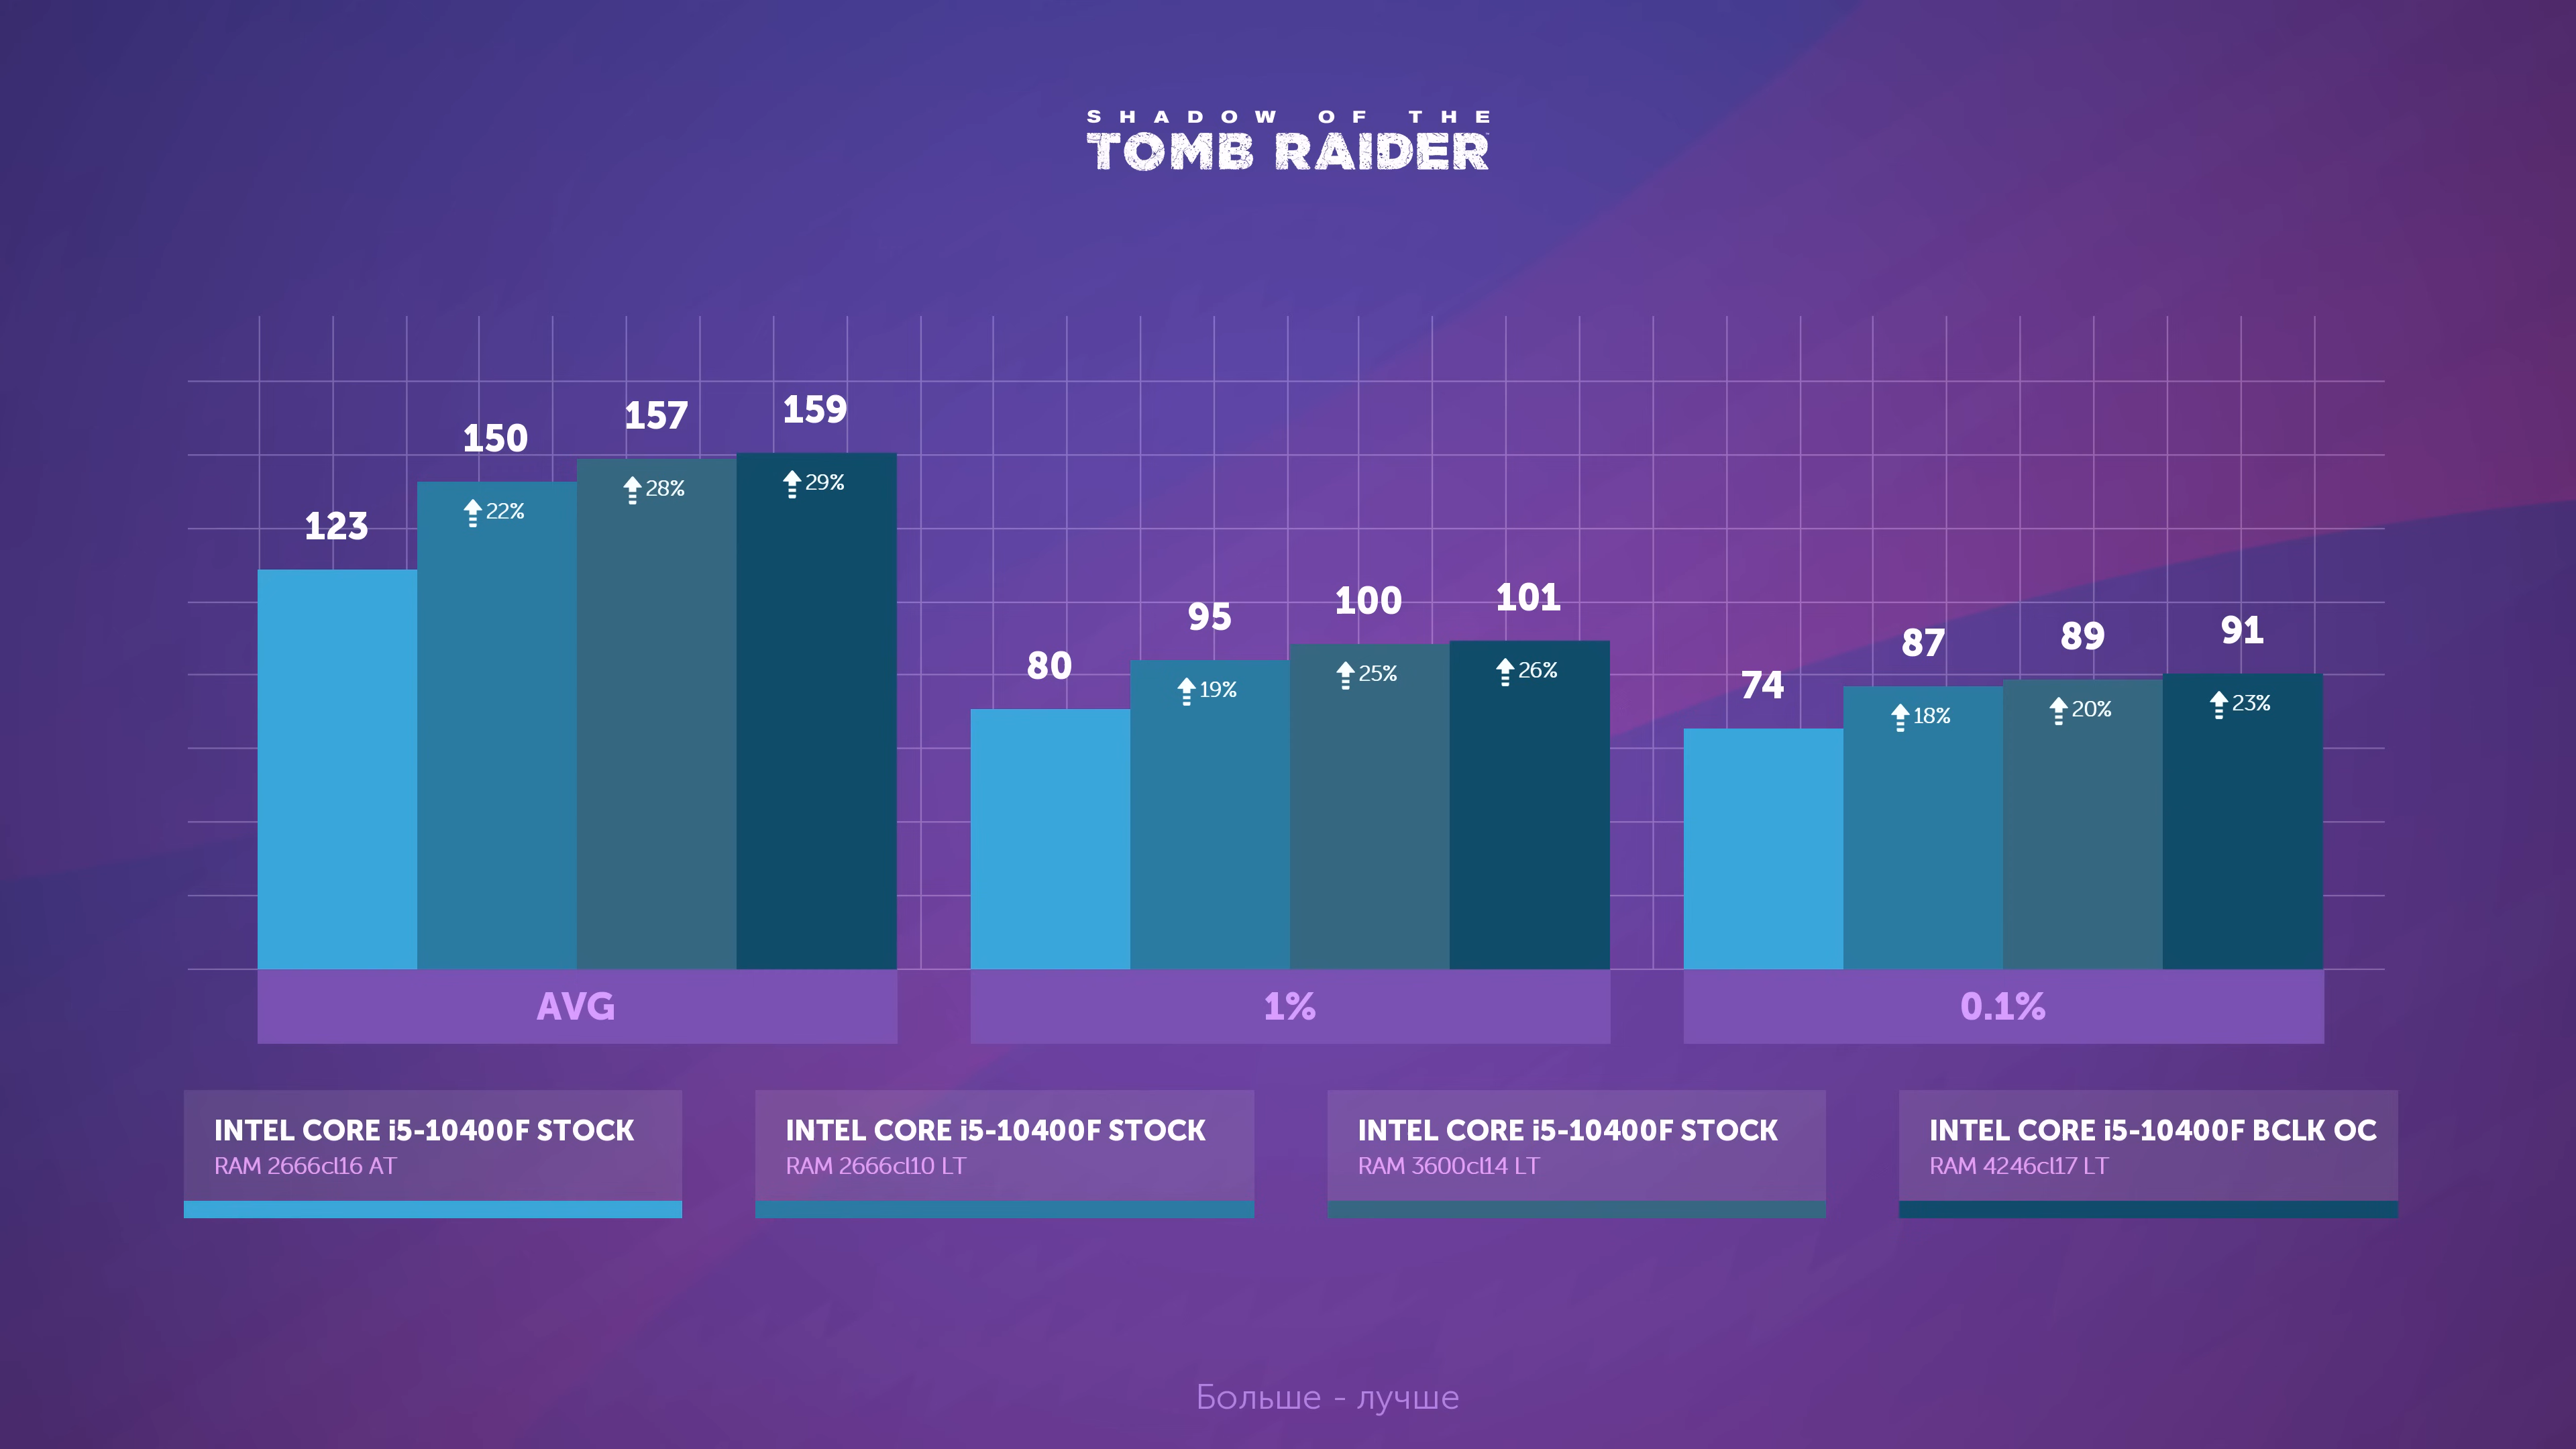 SHADOW OF THE
TOMB RAIDER
123
150
157
159
22%
28%
29%
80
95
100
101
19%
25%
26%
74
87
89
91
18%
20%
23%
AVG
1%
0.1%
INTEL CORE i5-10400F STOCK
RAM 2666cl16 AT
INTEL CORE i5-10400F STOCK
RAM 2666cl10 LT
INTEL CORE i5-10400F STOCK
RAM 3600cl14 LT
INTEL CORE i5-10400F BCLK OC
RAM 4246cl17 LT
Больше - лучше